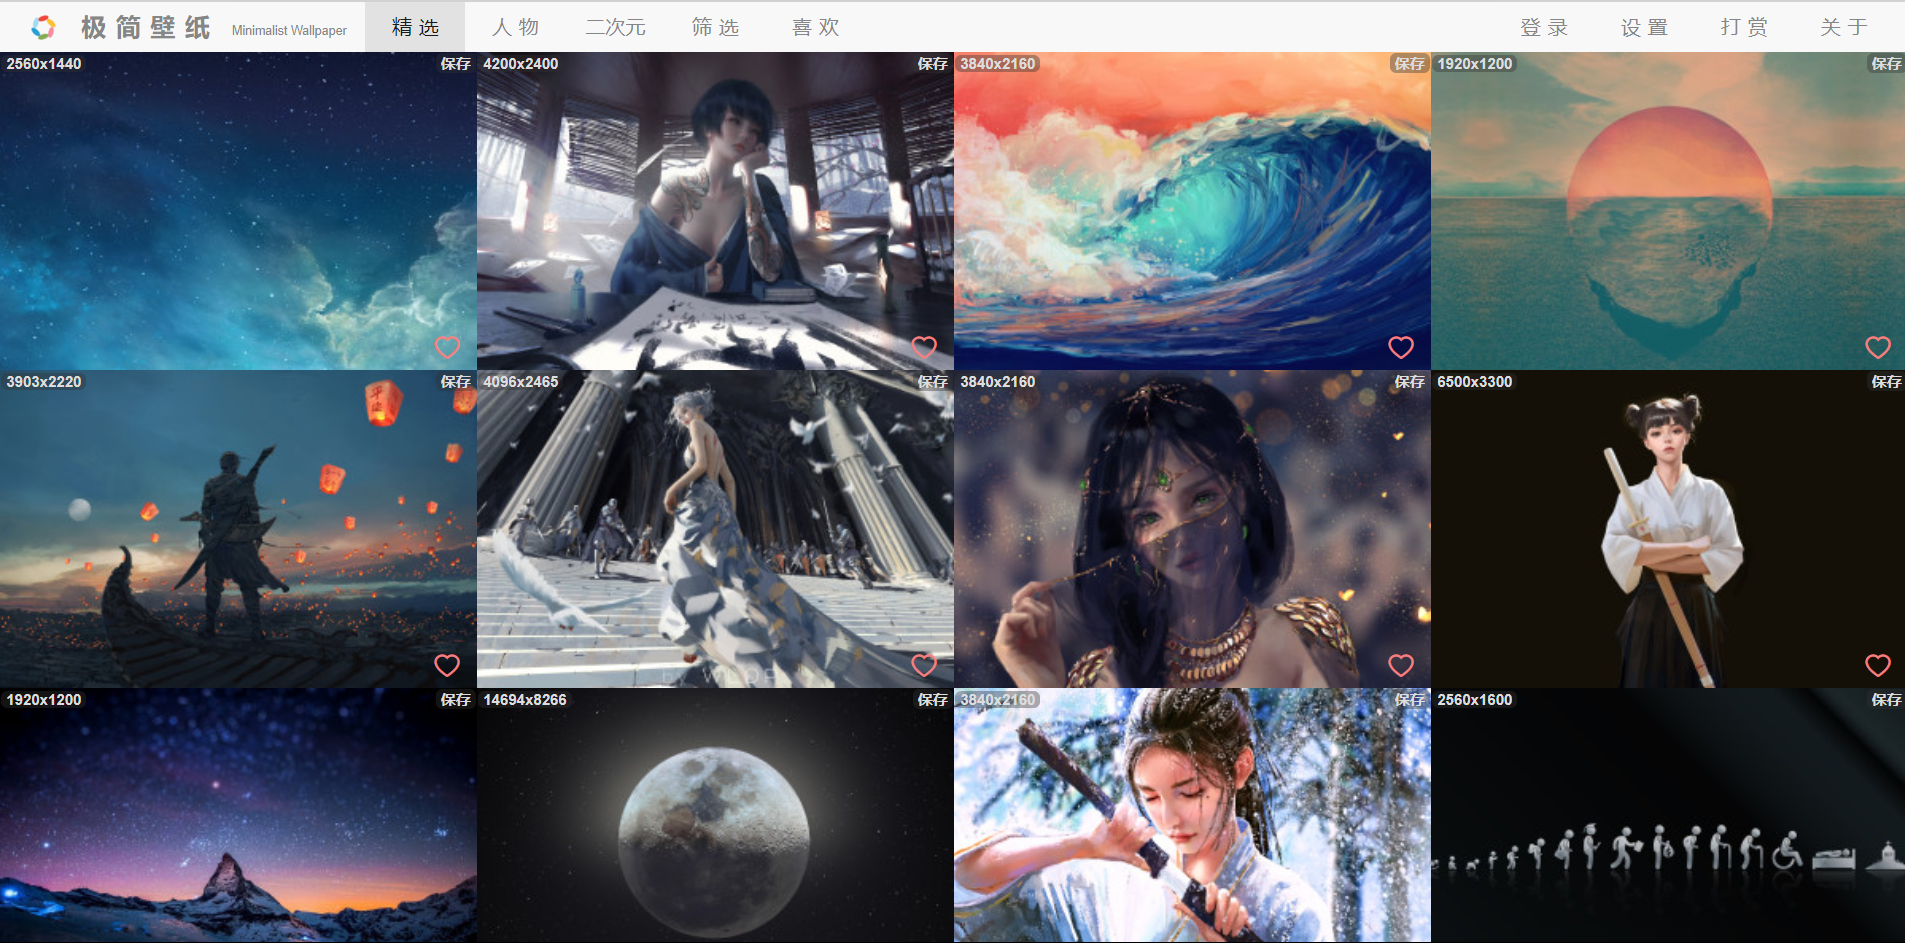 极简壁纸 Minimalist Wallpaper 精选 人物 二次元 筛选 喜欢 登录 设置 打赏 关于
2560x1440 保存 4200x2400 保存 3840x2160 保存 1920x1200 保存
3903x2220 保存 4096x2465 保存 3840x2160 保存 6500x3300 保存
平
1920x1200 保存 14694x8266 保存 3840x2160 保存 2560x1600 保存